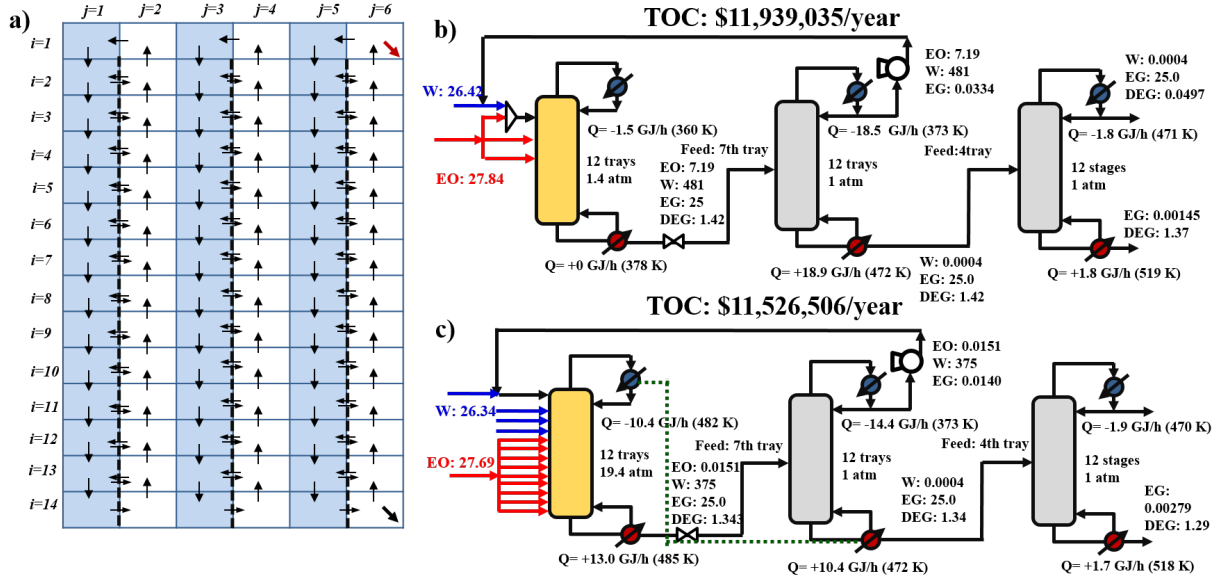 a)
j=1 j=2 j=3 j=4 j=5 j=6
i=1
i=2
i=3
i=4
i=5
i=6
i=7
i=8
i=9
i=10
i=11
i=12
i=13
i=14
b)
TOC: $11,939,035/year
W: 26.42
EO: 27.84
Q= -1.5 GJ/h (360 K)
12 trays
1.4 atm
Q= +0 GJ/h (378 K)
Feed: 7th tray
EO: 7.19
W: 481
EG: 25
DEG: 1.42
EO: 7.19
W: 481
EG: 0.0334
Q= -18.5 GJ/h (373 K)
12 trays
1 atm
Q= +18.9 GJ/h (472 K)
Feed:4tray
W: 0.0004
EG: 25.0
DEG: 1.42
W: 0.0004
EG: 25.0
DEG: 0.0497
Q= -1.8 GJ/h (471 K)
12 stages
1 atm
EG: 0.00145
DEG: 1.37
Q= +1.8 GJ/h (519 K)
c)
TOC: $11,526,506/year
W: 26.34
EO: 27.69
Q= -10.4 GJ/h (482 K)
12 trays
19.4 atm
Q= +13.0 GJ/h (485 K)
Feed: 7th tray
EO: 0.0151
W: 375
EG: 25.0
DEG: 1.343
EO: 0.0151
W: 375
EG: 0.0140
Q= -14.4 GJ/h (373 K)
12 trays
1 atm
Q= +10.4 GJ/h (472 K)
Feed: 4th tray
W: 0.0004
EG: 25.0
DEG: 1.34
Q= -1.9 GJ/h (470 K)
12 stages
1 atm
EG:
0.00279
DEG: 1.29
Q= +1.7 GJ/h (518 K)